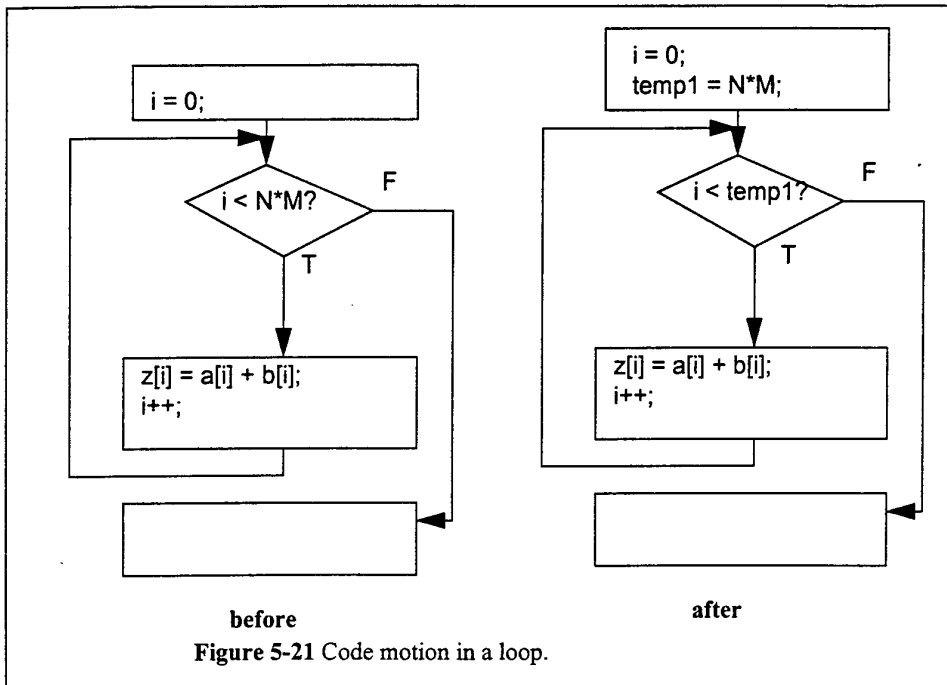 i = 0;
i < N*M?
F
T
z[i] = a[i] + b[i];
i++;
before
i = 0;
temp1 = N*M;
i < temp1?
F
T
z[i] = a[i] + b[i];
i++;
after
Figure 5-21 Code motion in a loop.